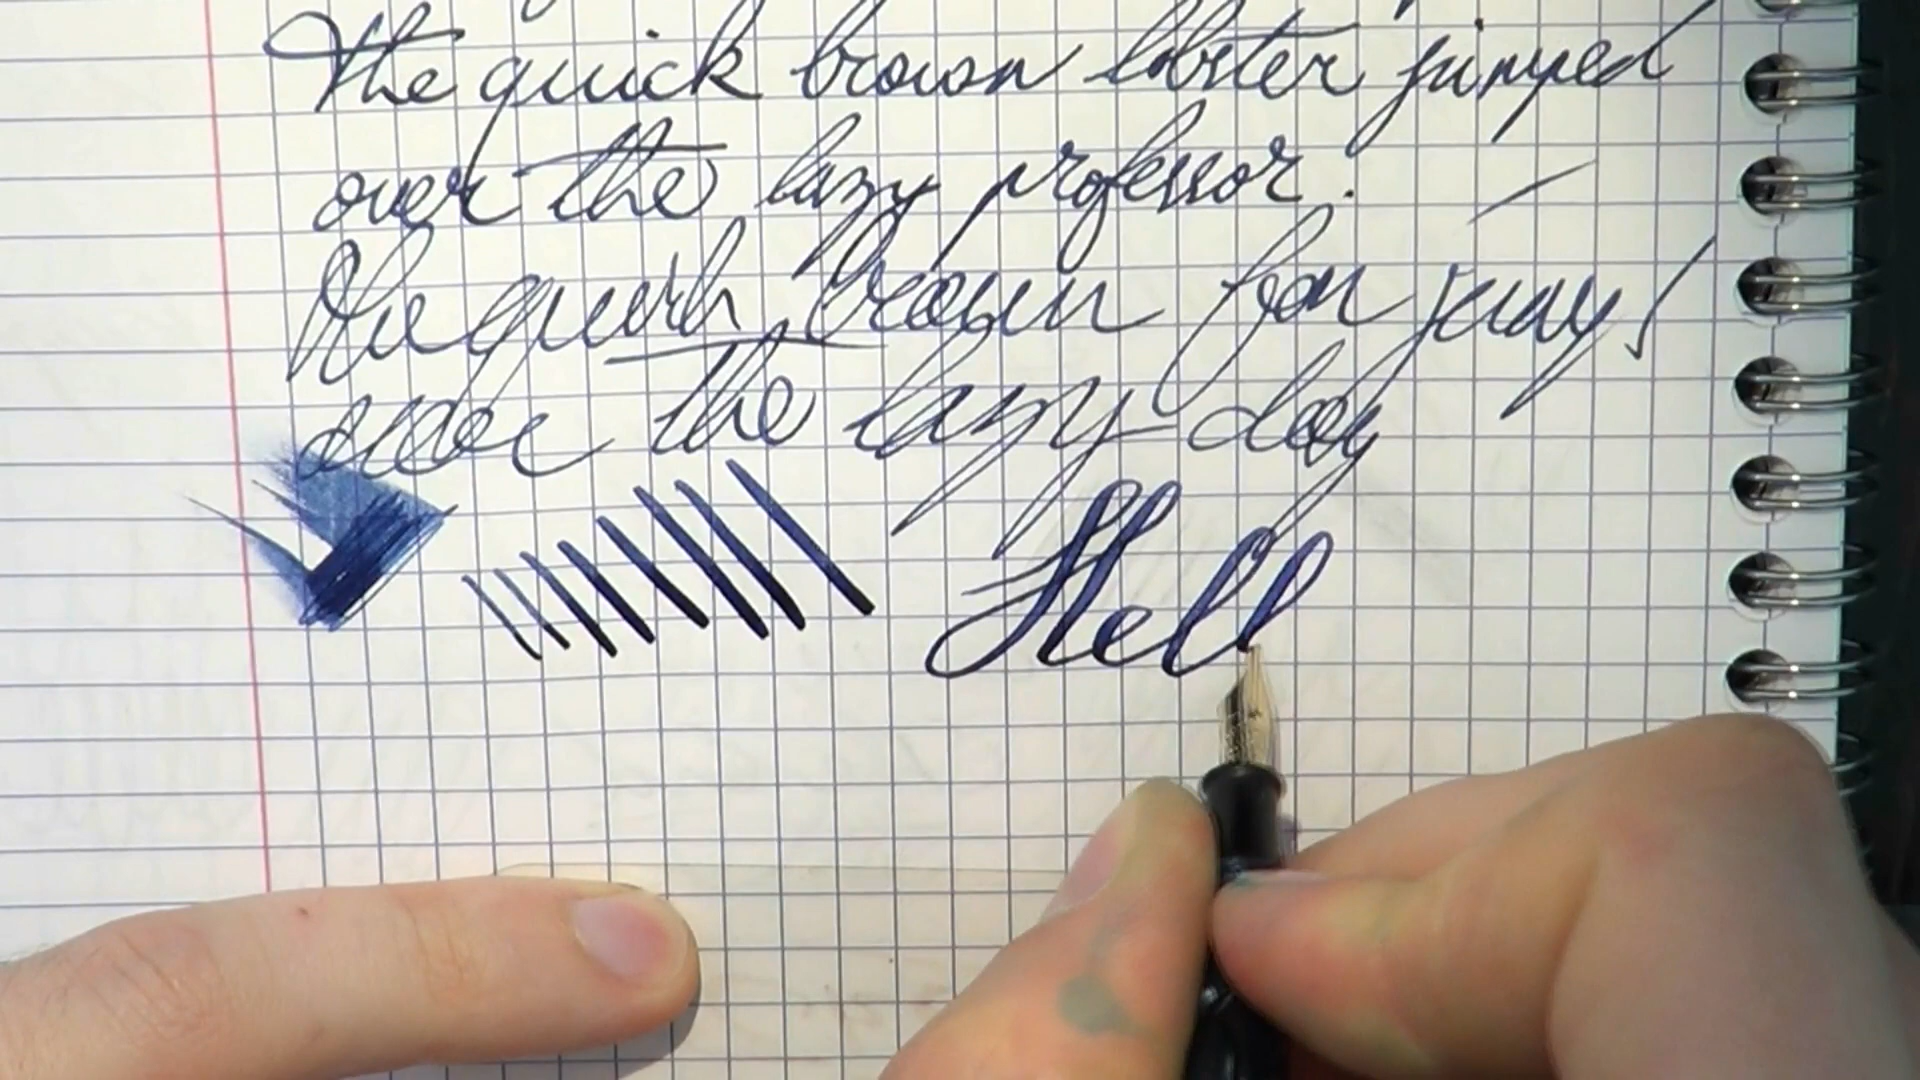 The quick brown lobster jumped
over the lazy professor.
The quick brown fox jumps
over the lazy dog
Hell